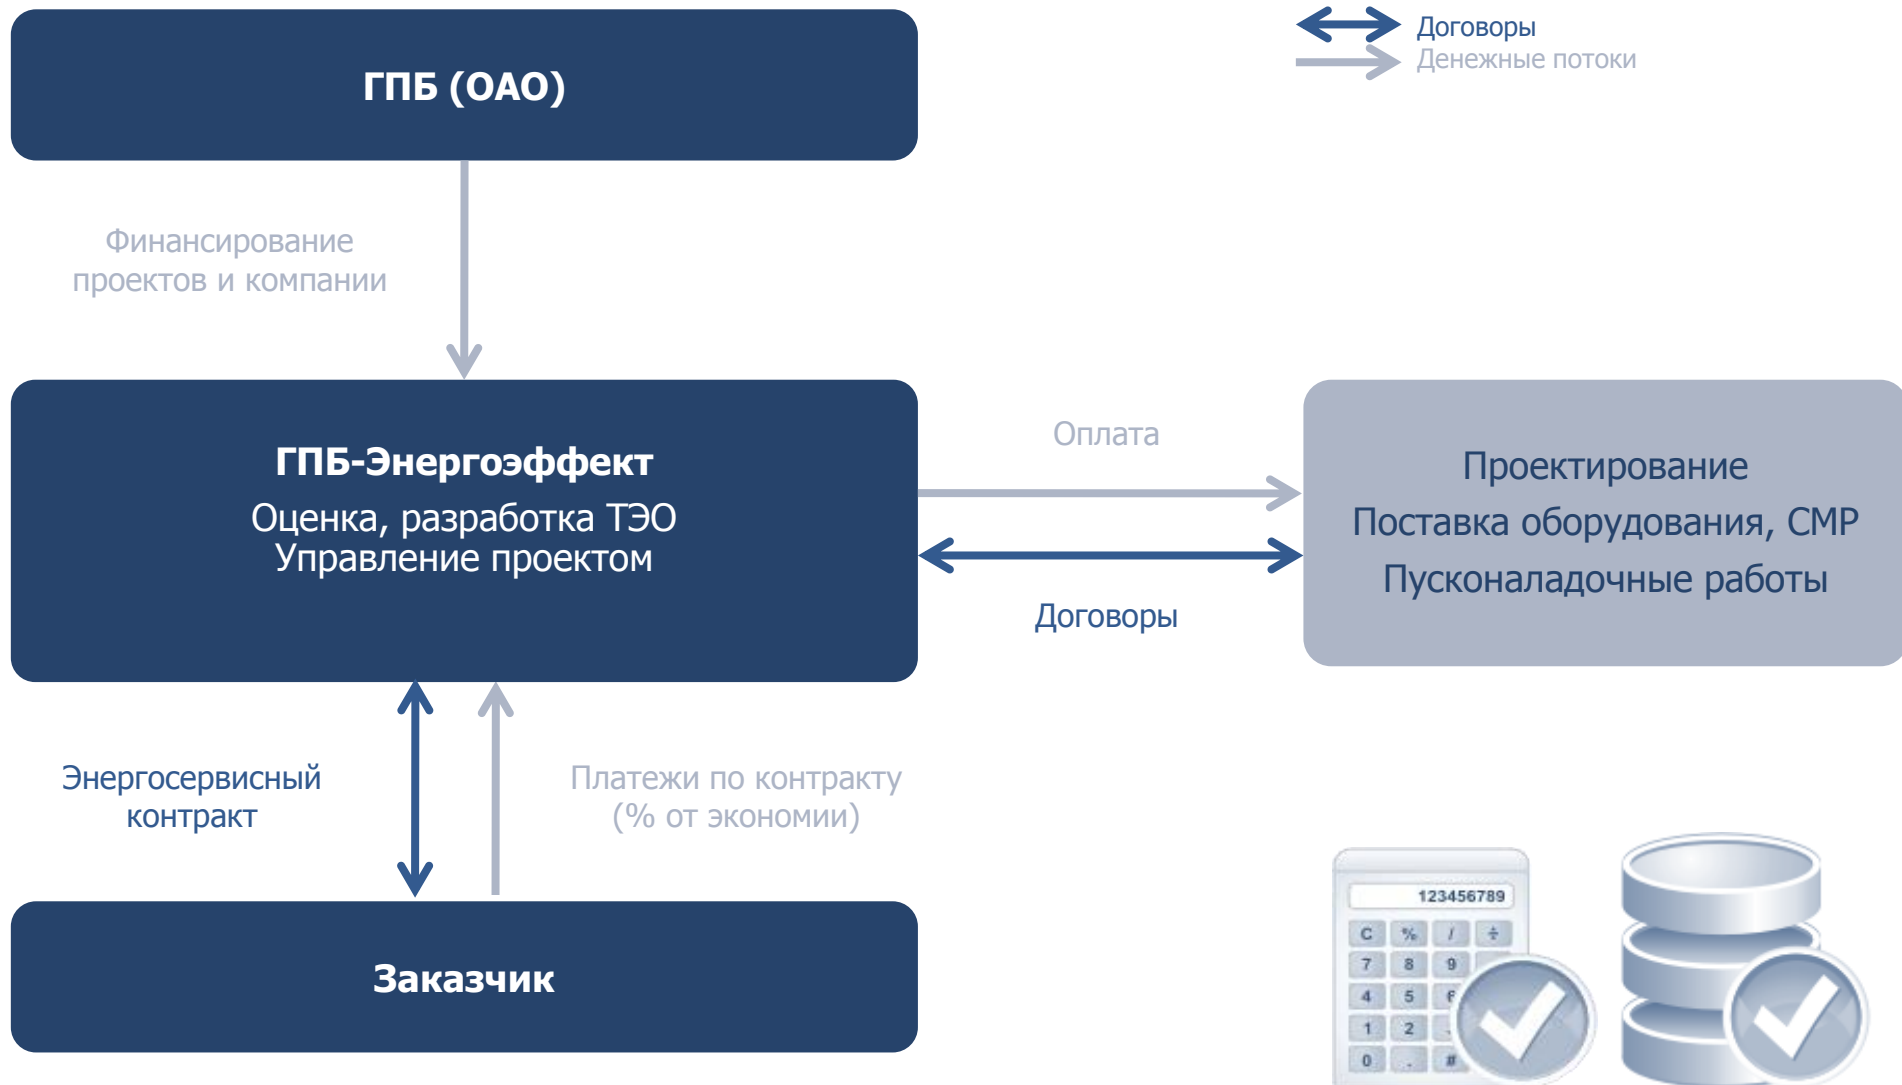 ГПБ (ОАО)
Договоры
Денежные потоки
Финансирование
проектов и компании
ГПБ-Энергоэффект
Оценка, разработка ТЭО
Управление проектом
Оплата
Договоры
Проектирование
Поставка оборудования, СМР
Пусконаладочные работы
Энергосервисный
контракт
Платежи по контракту
(% от экономии)
Заказчик
123456789
C % / ÷
7 8 9
4 5
1 2
0 . #